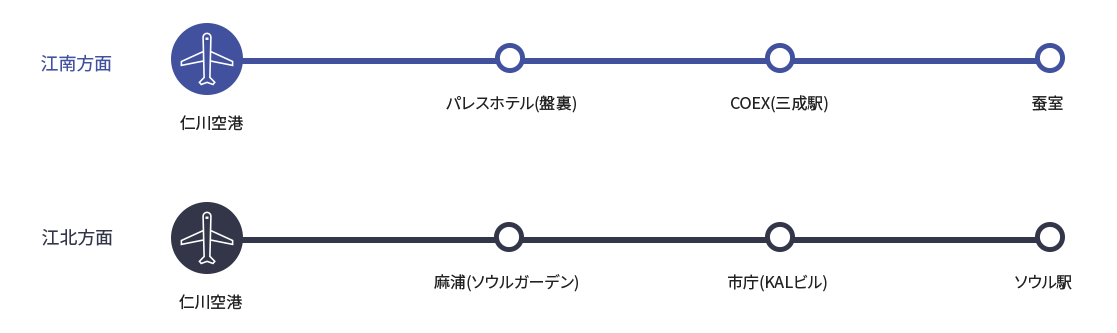 江南方面
仁川空港
パレスホテル(盤裏)
COEX(三成駅)
蚕室
江北方面
仁川空港
麻浦(ソウルガーデン)
市庁(KALビル)
ソウル駅